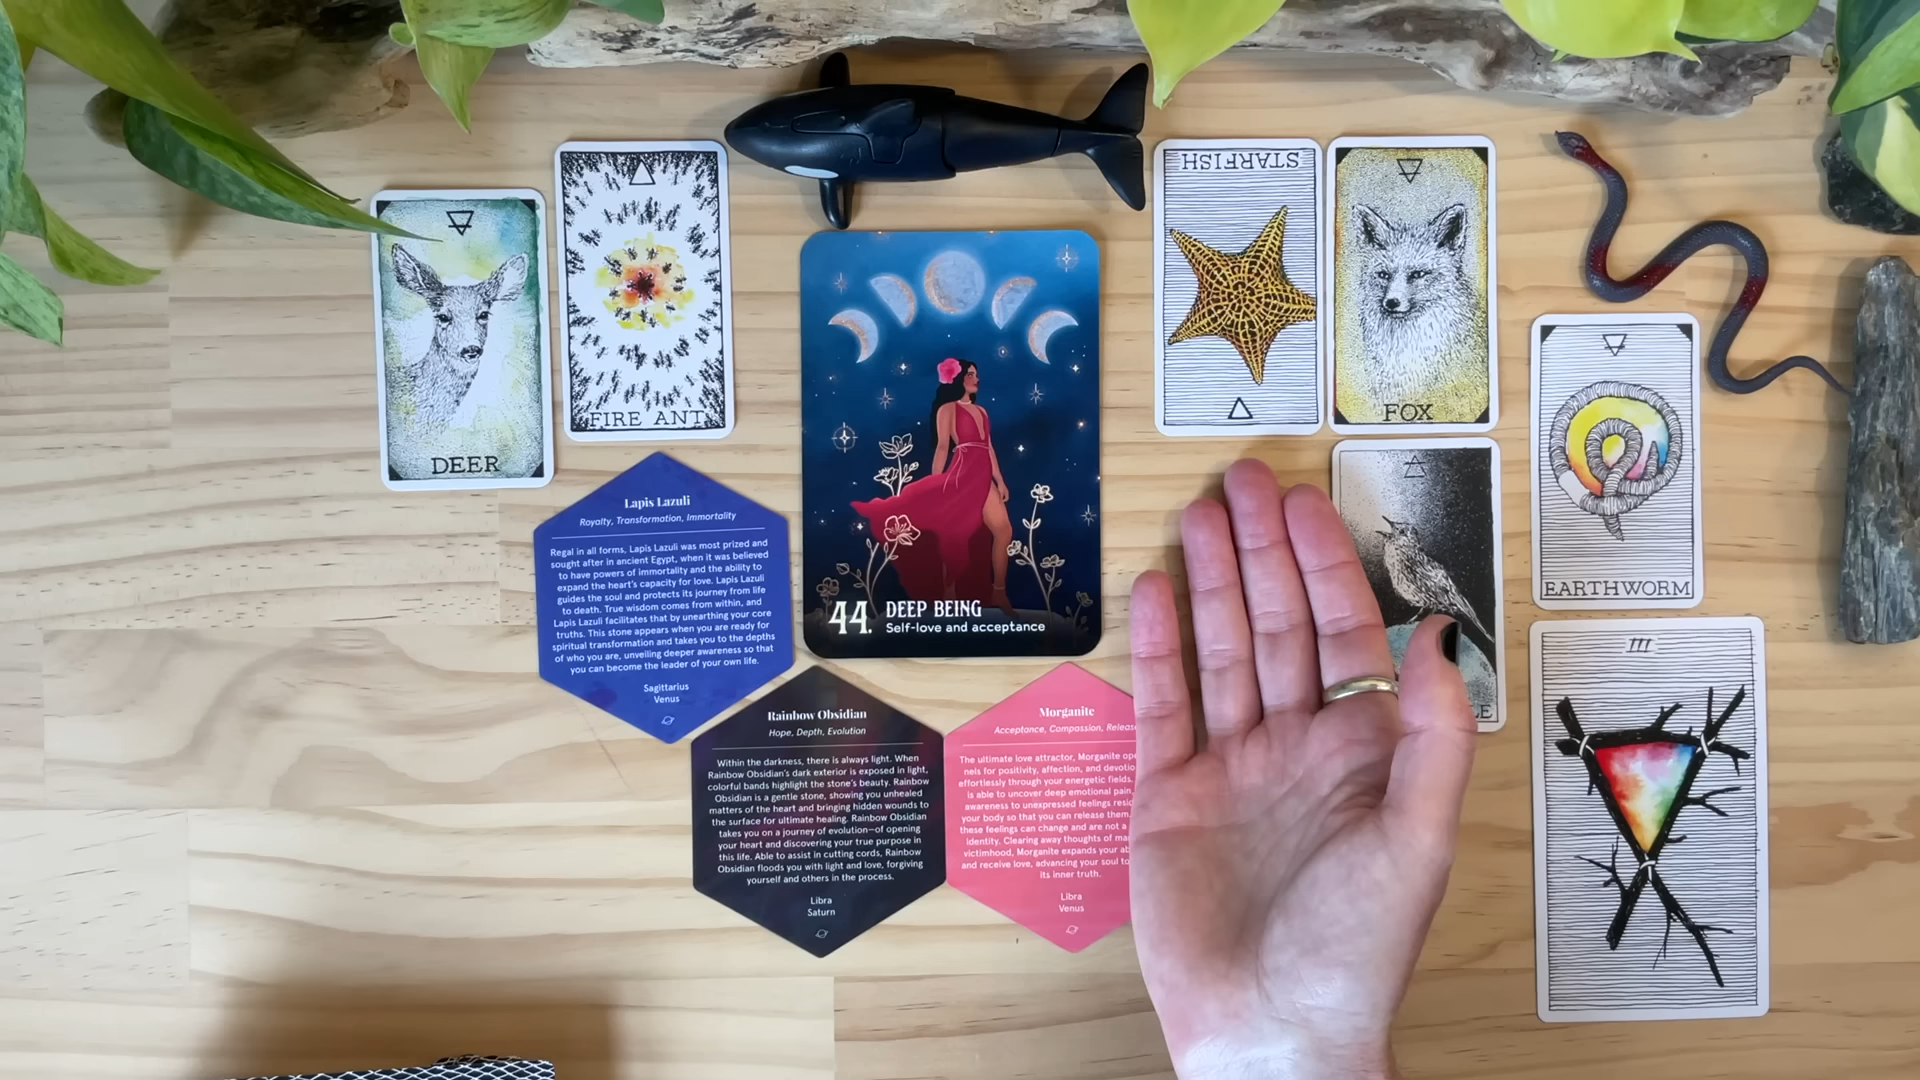 DEER
FIRE ANT
STARFISH
FOX
EARTHWORM
III
44. DEEP BEING
Self-love and acceptance
Lapis Lazuli
Royalty, Transformation, Immortality
Regal in all forms, Lapis Lazuli was most prized and
sought after in ancient Egypt, when it was believed
to have powers of immortality and the ability to
expand the heart's capacity for love. Lapis Lazuli
guides the soul and protects its journey from life
to death. True wisdom comes from within, and
Lapis Lazuli facilitates that by unearthing your core
truths. This stone appears when you are ready for
spiritual transformation and takes you to the depths
of who you are, unveiling deeper awareness so that
you can become the leader of your own life.
Sagittarius
Venus
Rainbow Obsidian
Hope, Depth, Evolution
Within the darkness, there is always light. When
Rainbow Obsidian's dark exterior is exposed in light,
colorful bands highlight the stone's beauty. Rainbow
Obsidian is a gentle stone, showing you unhealed
matters of the heart and bringing hidden wounds to
the surface for ultimate healing. Rainbow Obsidian
takes you on a journey of evolution—of opening
your heart and discovering your true purpose in
this life. Able to assist in cutting cords, Rainbow
Obsidian floods you with light and love, forgiving
yourself and others in the process.
Libra
Saturn
Morganite
Acceptance, Compassion,
The ultimate love attractor, Morganite
for positivity, affection, and
effortlessly through your energetic fields.
is able to uncover deep emotional pain,
awareness to unexpressed feelings
your body so that you can release them.
these feelings can change and are not a
identity. Clearing away thoughts of
victimhood, Morganite expands your
and receive love, advancing your soul to
its inner truth.
Libra
Venus